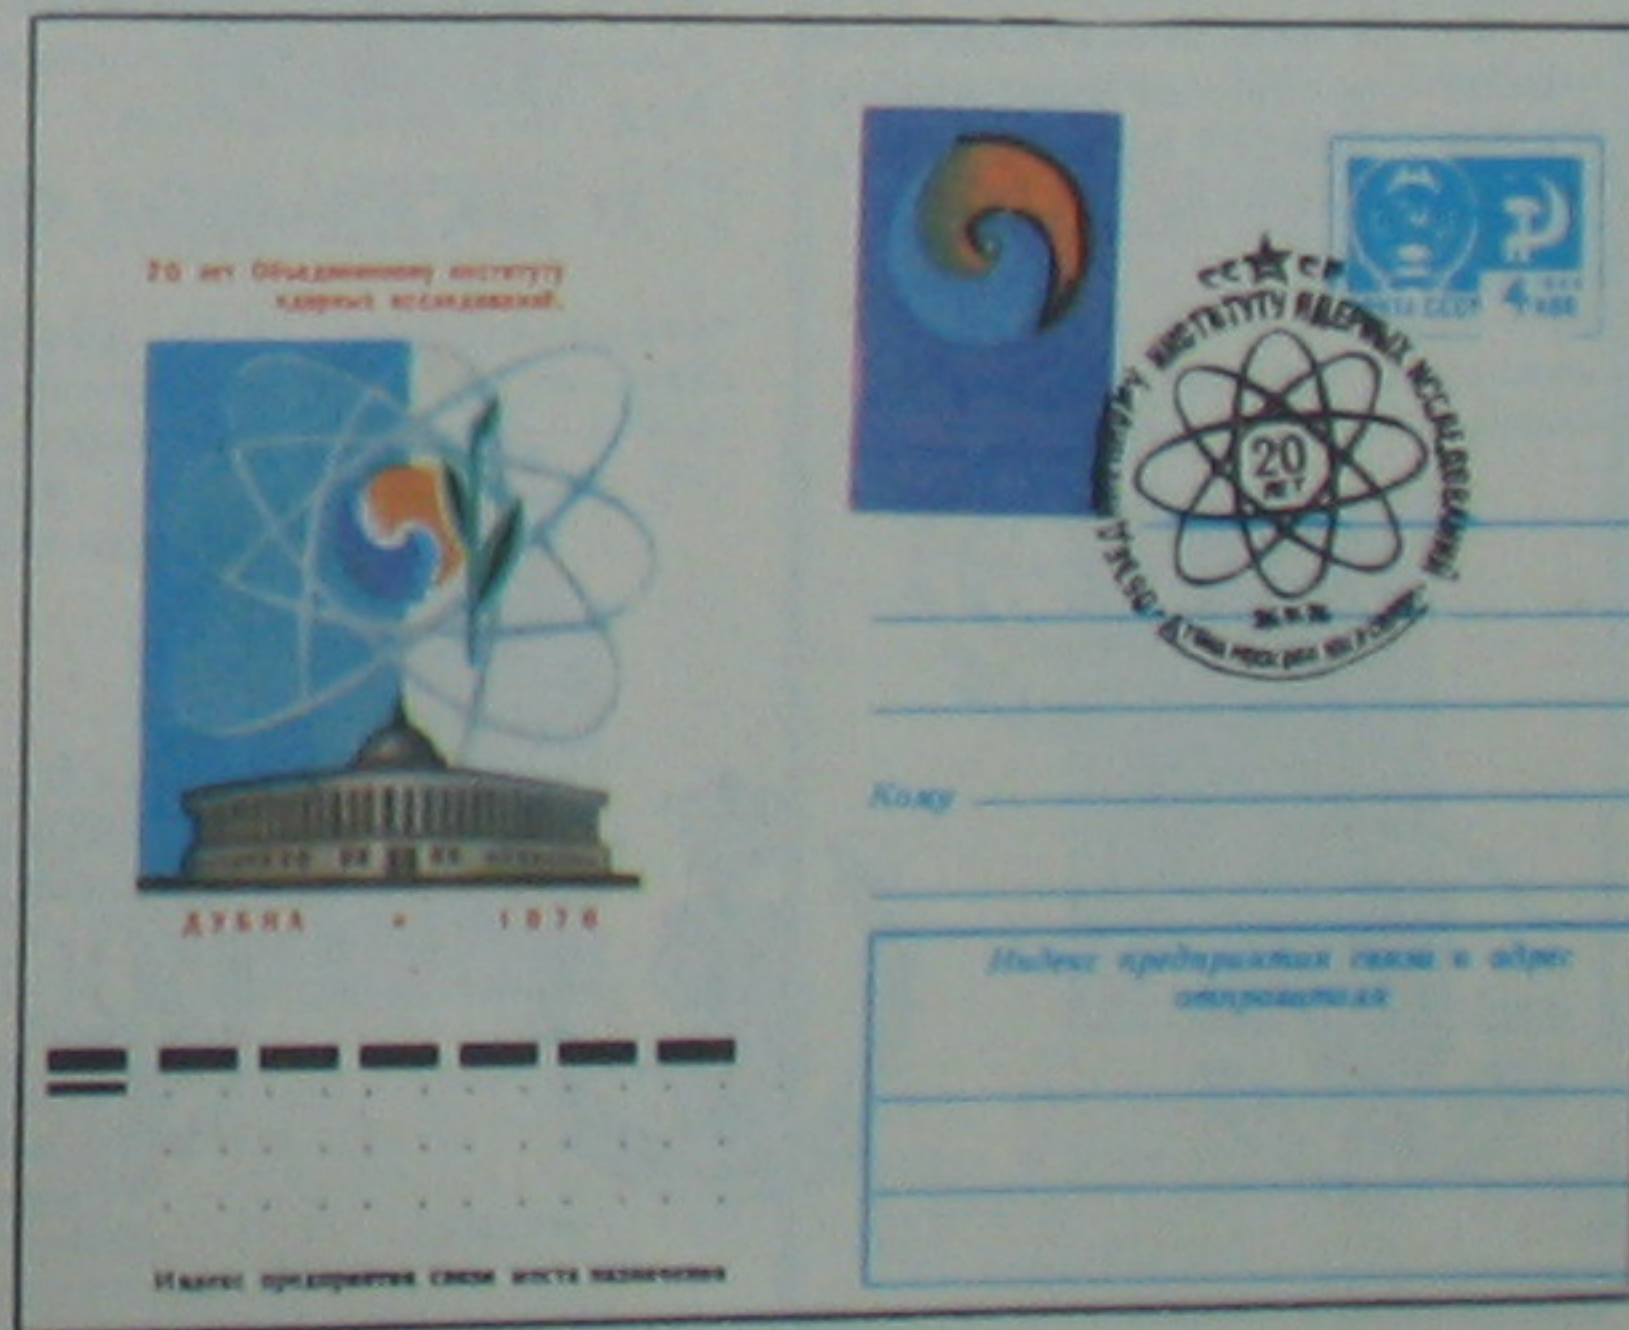 20 лет Объединенному институту
ядерных исследований.
ДУБНА * 1976
Индекс предприятия связи места назначения
ПОЧТА СССР 4 КОП
СССР
ИНСТИТУТУ ЯДЕРНЫХ ИССЛЕДОВАНИЙ
20
ЛЕТ
Кому
Индекс предприятия связи и адрес
отправителя